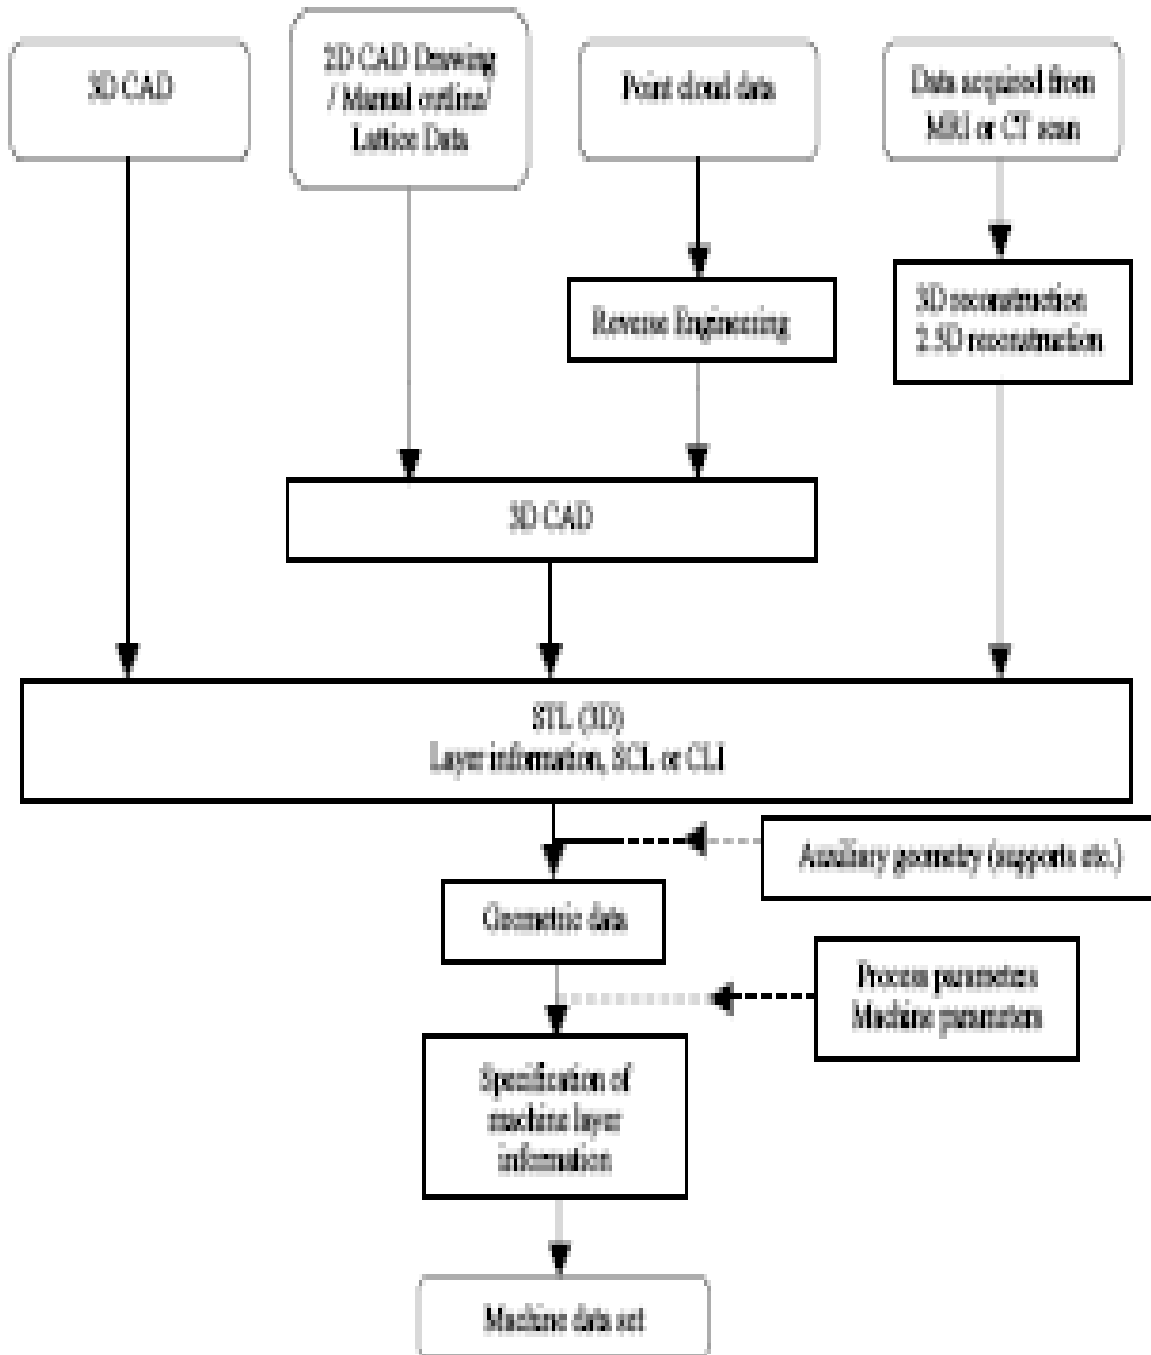 3D CAD
2D CAD Drawing
/ Manual outline/
Lattice Data
Point cloud data
Data acquired from
MRI or CT scan
Reverse Engineering
3D reconstruction
2.5D reconstruction
3D CAD
STL (3D)
Layer information, SCL or CLI
Auxiliary geometry (supports etc.)
Geometric data
Process parameters
Machine parameters
Specification of
machine layer
information
Machine data set